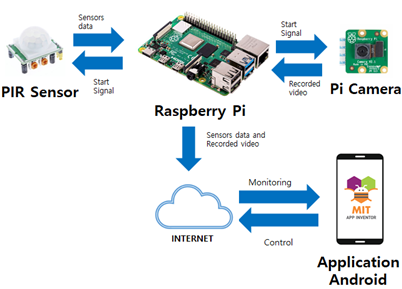 Sensors
data
Start
Signal
Start
Signal
Recorded
video
PIR Sensor
Raspberry Pi
Pi Camera
Sensors data and
Recorded video
Monitoring
INTERNET
Control
MIT
APP INVENTOR
Application
Android